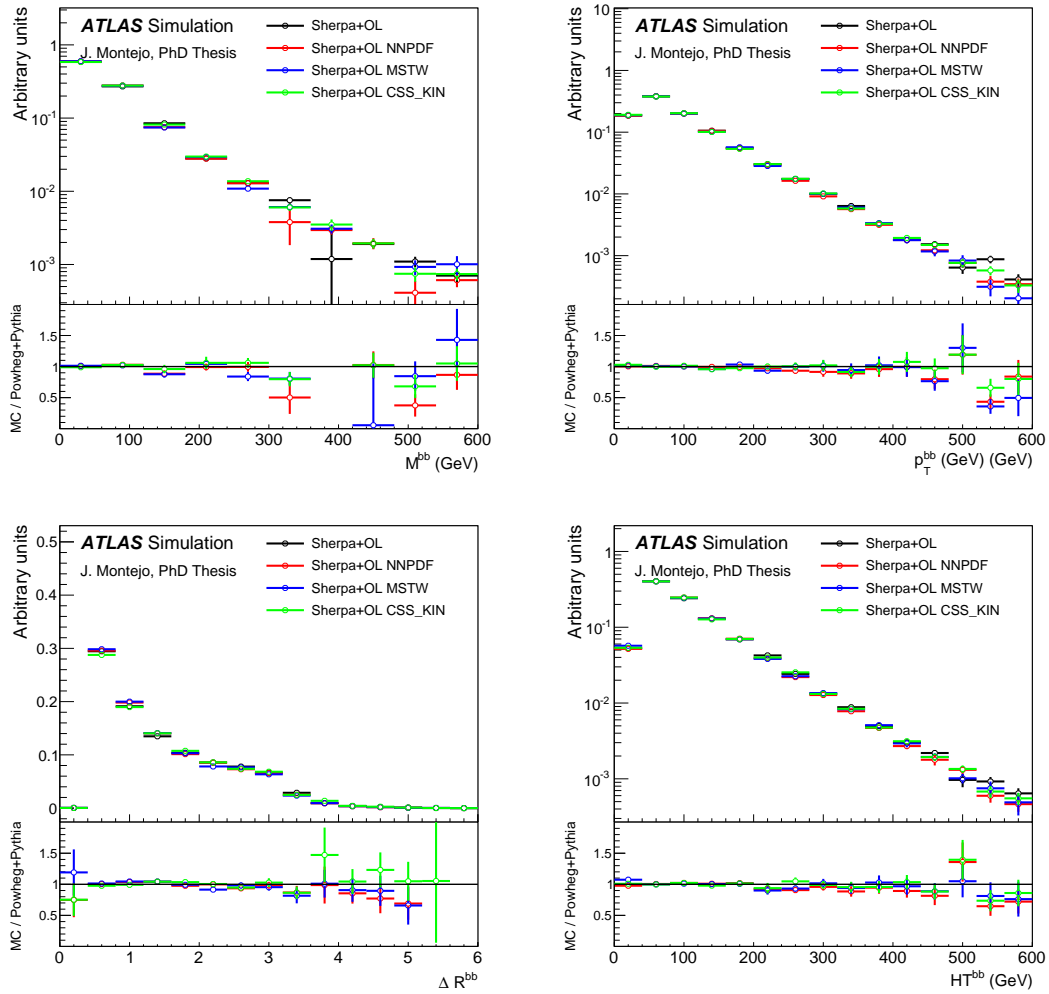 Arbitrary units
ATLAS Simulation
J. Montejo, PhD Thesis
Sherpa+OL
Sherpa+OL NNPDF
Sherpa+OL MSTW
Sherpa+OL CSS_KIN
1
10^-1
10^-2
10^-3
MC / Powheg+Pythia
1.5
1
0.5
0 100 200 300 400 500 600
M^bb (GeV)
Arbitrary units
ATLAS Simulation
J. Montejo, PhD Thesis
Sherpa+OL
Sherpa+OL NNPDF
Sherpa+OL MSTW
Sherpa+OL CSS_KIN
10
1
10^-1
10^-2
10^-3
MC / Powheg+Pythia
1.5
1
0.5
0 100 200 300 400 500 600
p_T^bb (GeV) (GeV)
Arbitrary units
ATLAS Simulation
J. Montejo, PhD Thesis
Sherpa+OL
Sherpa+OL NNPDF
Sherpa+OL MSTW
Sherpa+OL CSS_KIN
0.5
0.4
0.3
0.2
0.1
0
MC / Powheg+Pythia
1.5
1
0.5
0 1 2 3 4 5 6
Δ R^bb
Arbitrary units
ATLAS Simulation
J. Montejo, PhD Thesis
Sherpa+OL
Sherpa+OL NNPDF
Sherpa+OL MSTW
Sherpa+OL CSS_KIN
1
10^-1
10^-2
10^-3
MC / Powheg+Pythia
1.5
1
0.5
0 100 200 300 400 500 600
HT^bb (GeV)